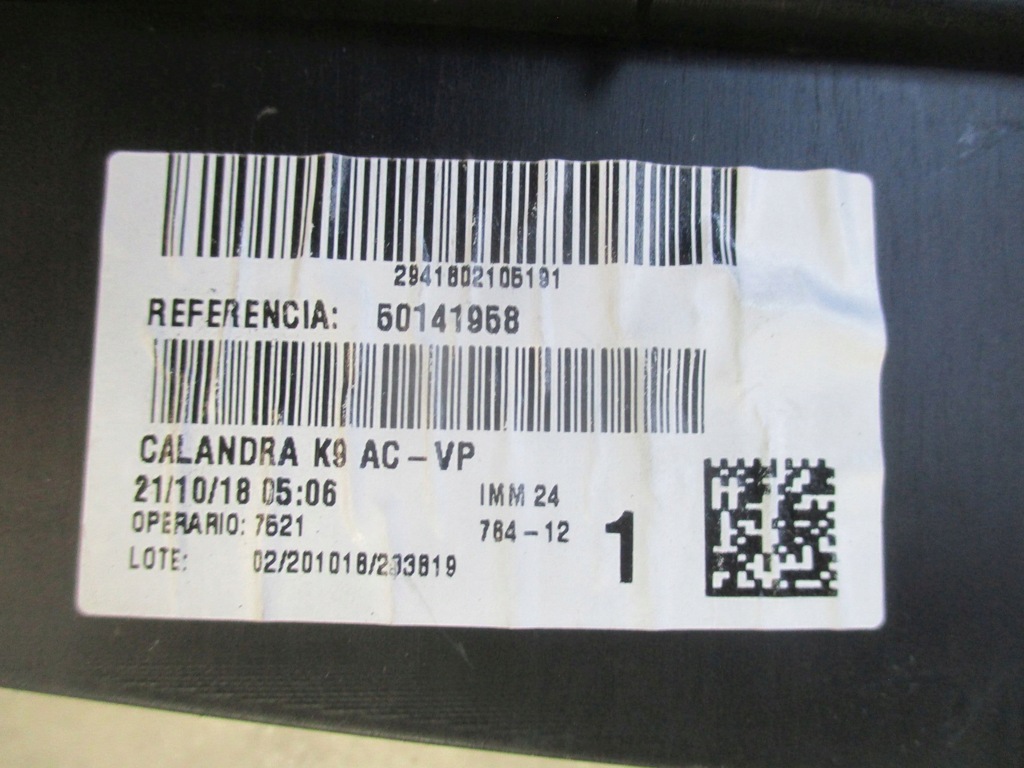 2941802105191
REFERENCIA: 50141958
CALANDRA K9 AC-VP
21/10/18 05:06 IMM 24
OPERARIO: 7521 784-12 1
LOTE: 02/201018/233819